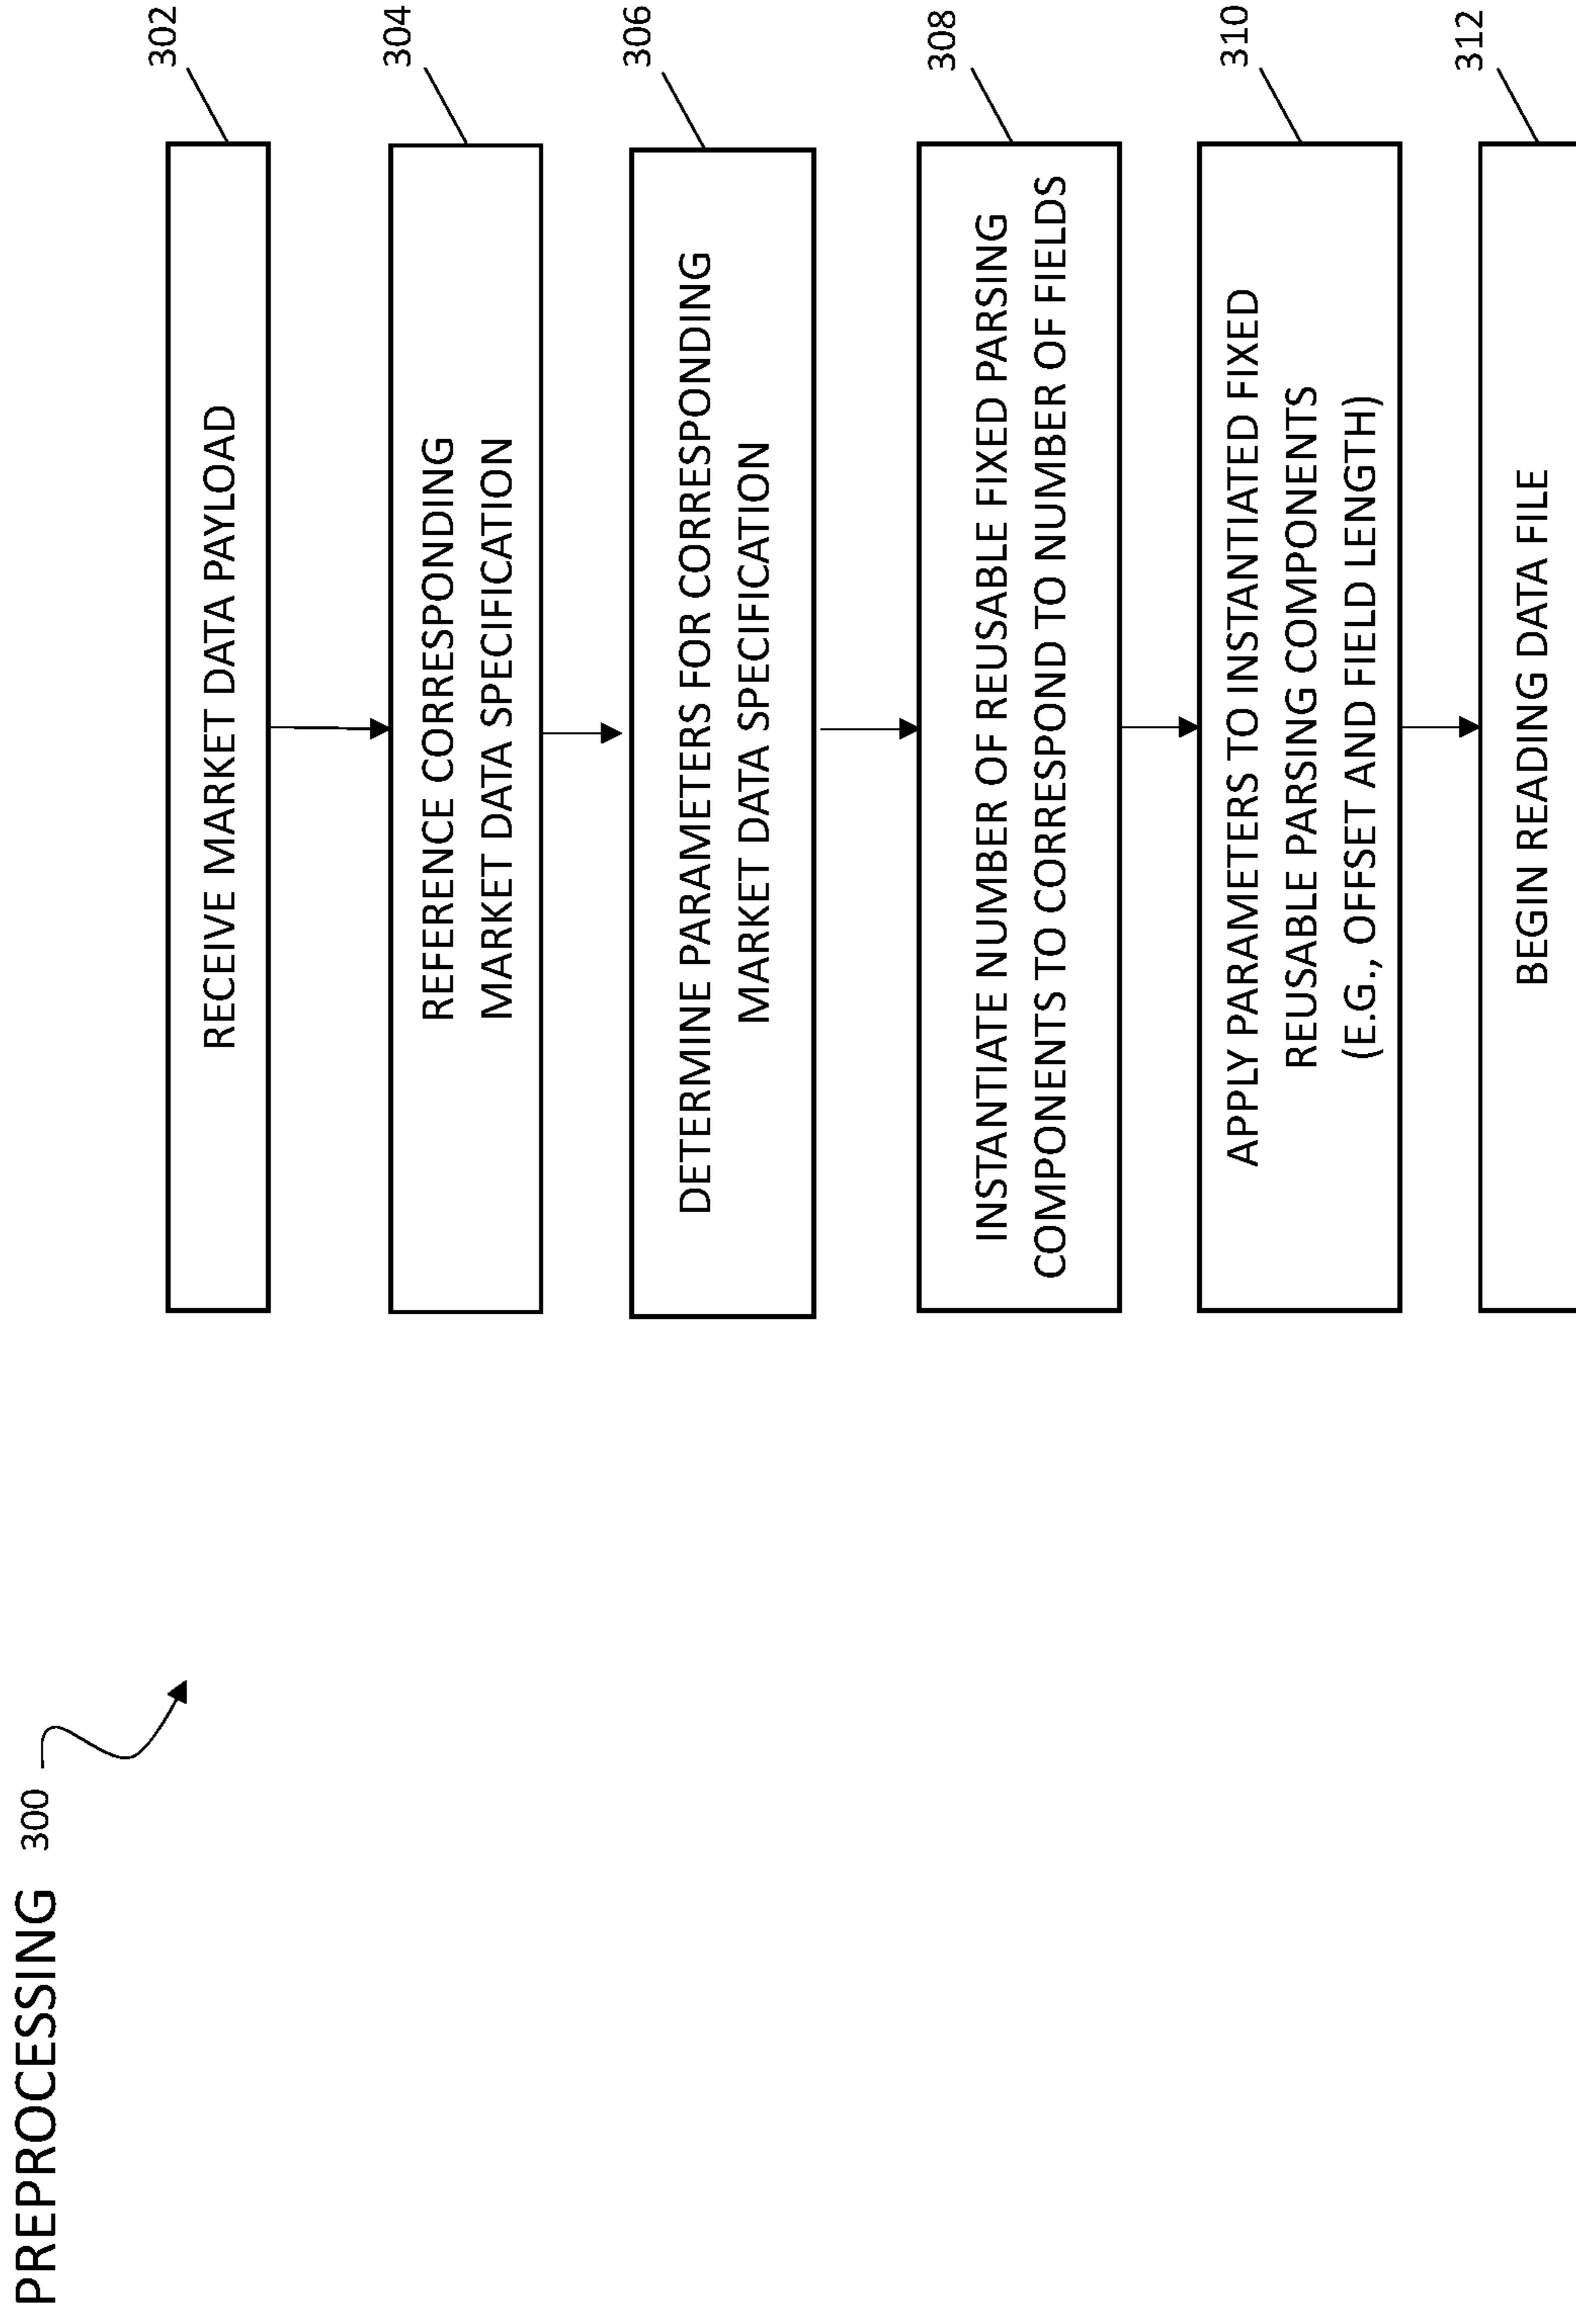 PREPROCESSING 300
RECEIVE MARKET DATA PAYLOAD
302
REFERENCE CORRESPONDING
MARKET DATA SPECIFICATION
304
DETERMINE PARAMETERS FOR CORRESPONDING
MARKET DATA SPECIFICATION
306
INSTANTIATE NUMBER OF REUSABLE FIXED PARSING
COMPONENTS TO CORRESPOND TO NUMBER OF FIELDS
308
APPLY PARAMETERS TO INSTANTIATED FIXED
REUSABLE PARSING COMPONENTS
(E.G., OFFSET AND FIELD LENGTH)
310
BEGIN READING DATA FILE
312